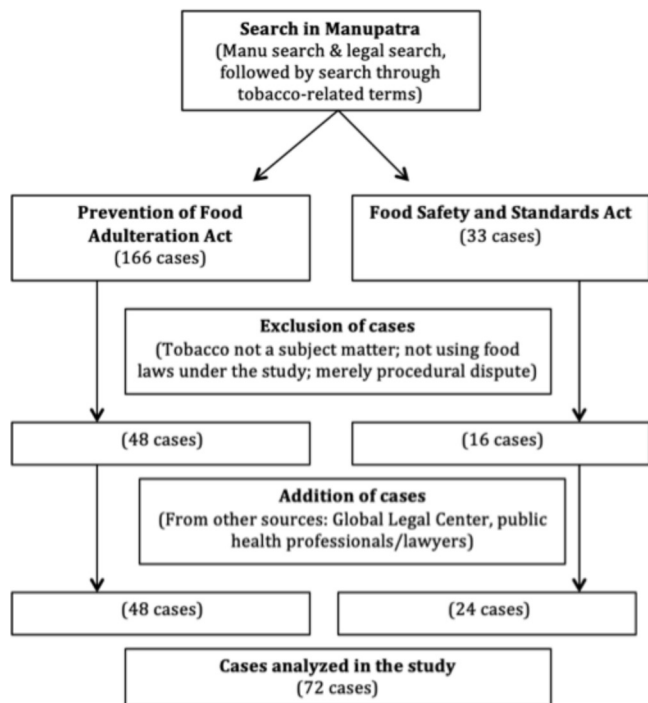 Search in Manupatra
(Manu search & legal search,
followed by search through
tobacco-related terms)
Prevention of Food
Adulteration Act
(166 cases)
Food Safety and Standards Act
(33 cases)
Exclusion of cases
(Tobacco not a subject matter; not using food
laws under the study; merely procedural dispute)
(48 cases)
(16 cases)
Addition of cases
(From other sources: Global Legal Center, public
health professionals/lawyers)
(48 cases)
(24 cases)
Cases analyzed in the study
(72 cases)